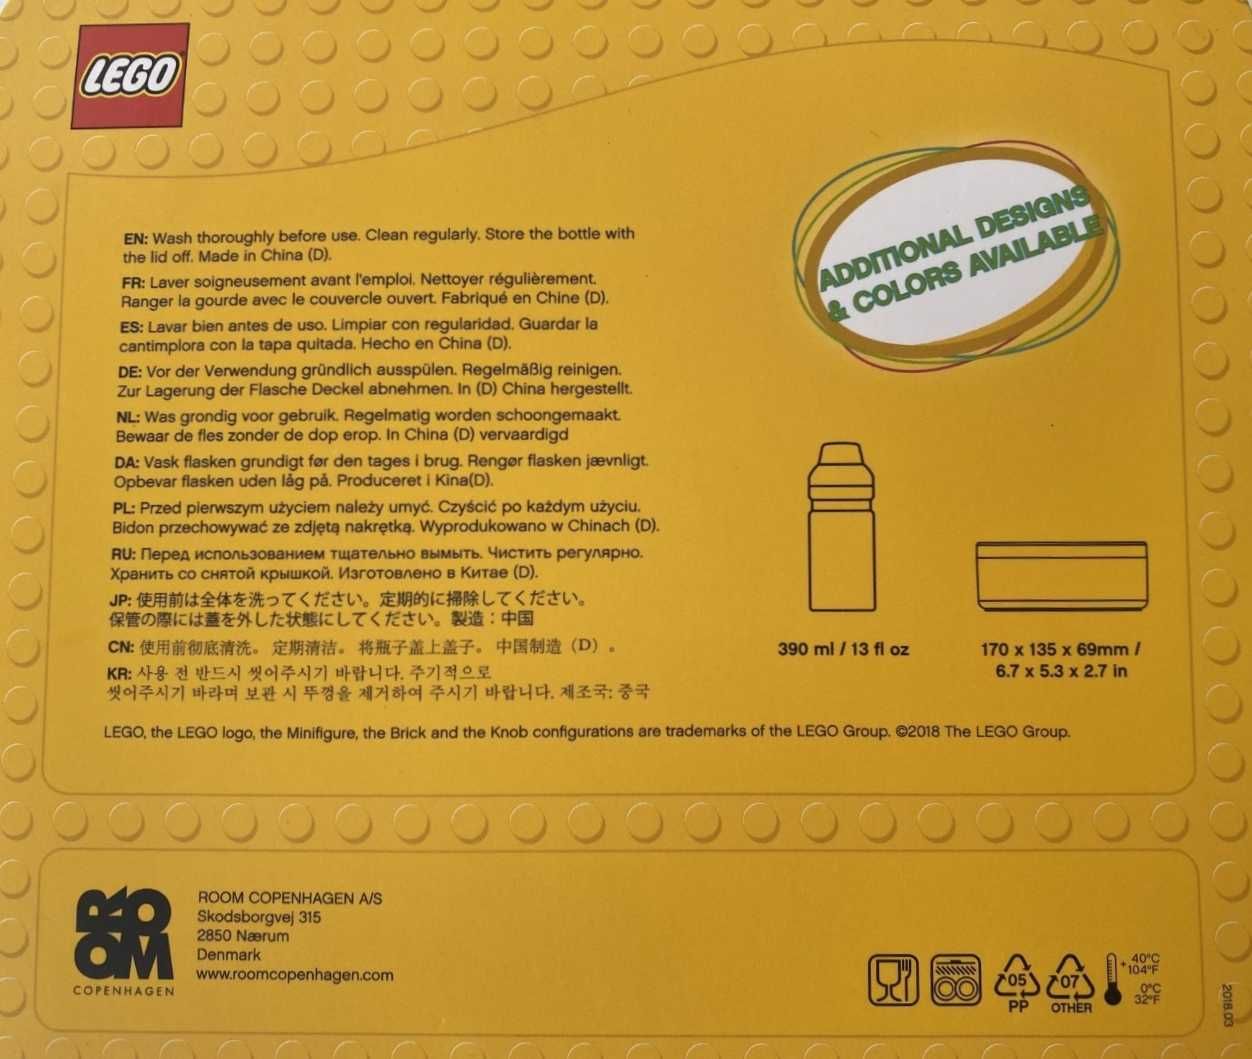 LEGO
ADDITIONAL DESIGNS
& COLORS AVAILABLE
EN: Wash thoroughly before use. Clean regularly. Store the bottle with
the lid off. Made in China (D).
FR: Laver soigneusement avant l'emploi. Nettoyer régulièrement.
Ranger la gourde avec le couvercle ouvert. Fabriqué en Chine (D).
ES: Lavar bien antes de uso. Limpiar con regularidad. Guardar la
cantimplora con la tapa quitada. Hecho en China (D).
DE: Vor der Verwendung gründlich ausspülen. Regelmäßig reinigen.
Zur Lagerung der Flasche Deckel abnehmen. In (D) China hergestellt.
NL: Was grondig voor gebruik. Regelmatig worden schoongemaakt.
Bewaar de fles zonder de dop erop. In China (D) vervaardigd
DA: Vask flasken grundigt før den tages i brug. Rengør flasken jævnligt.
Opbevar flasken uden låg på. Produceret i Kina(D).
PL: Przed pierwszym użyciem należy umyć. Czyścić po każdym użyciu.
Bidon przechowywać ze zdjętą nakrętką. Wyprodukowano w Chinach (D).
RU: Перед использованием тщательно вымыть. Чистить регулярно.
Хранить со снятой крышкой. Изготовлено в Китае (D).
JP: 使用前は全体を洗ってください。定期的に掃除してください。
保管の際には蓋を外した状態にしてください。製造：中国
CN: 使用前彻底清洗。定期清洁。将瓶子盖上盖子。中国制造（D）。
KR: 사용 전 반드시 씻어주시기 바랍니다. 주기적으로
씻어주시기 바라며 보관 시 뚜껑을 제거하여 주시기 바랍니다. 제조국: 중국
390 ml / 13 fl oz
170 x 135 x 69mm /
6.7 x 5.3 x 2.7 in
LEGO, the LEGO logo, the Minifigure, the Brick and the Knob configurations are trademarks of the LEGO Group. ©2018 The LEGO Group.
ROOM
COPENHAGEN
ROOM COPENHAGEN A/S
Skodsborgvej 315
2850 Nærum
Denmark
www.roomcopenhagen.com
05
PP
07
OTHER
+ 40°C
104°F
0°C
32°F
2018.03